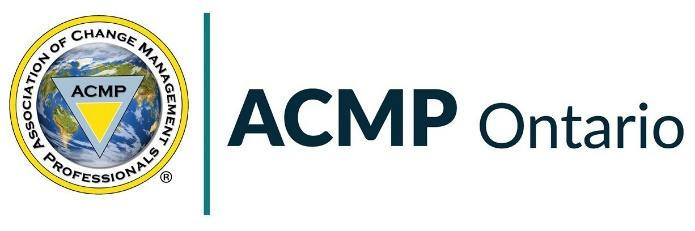 ASSOCIATION OF CHANGE MANAGEMENT
PROFESSIONALS
ACMP
®
ACMP Ontario